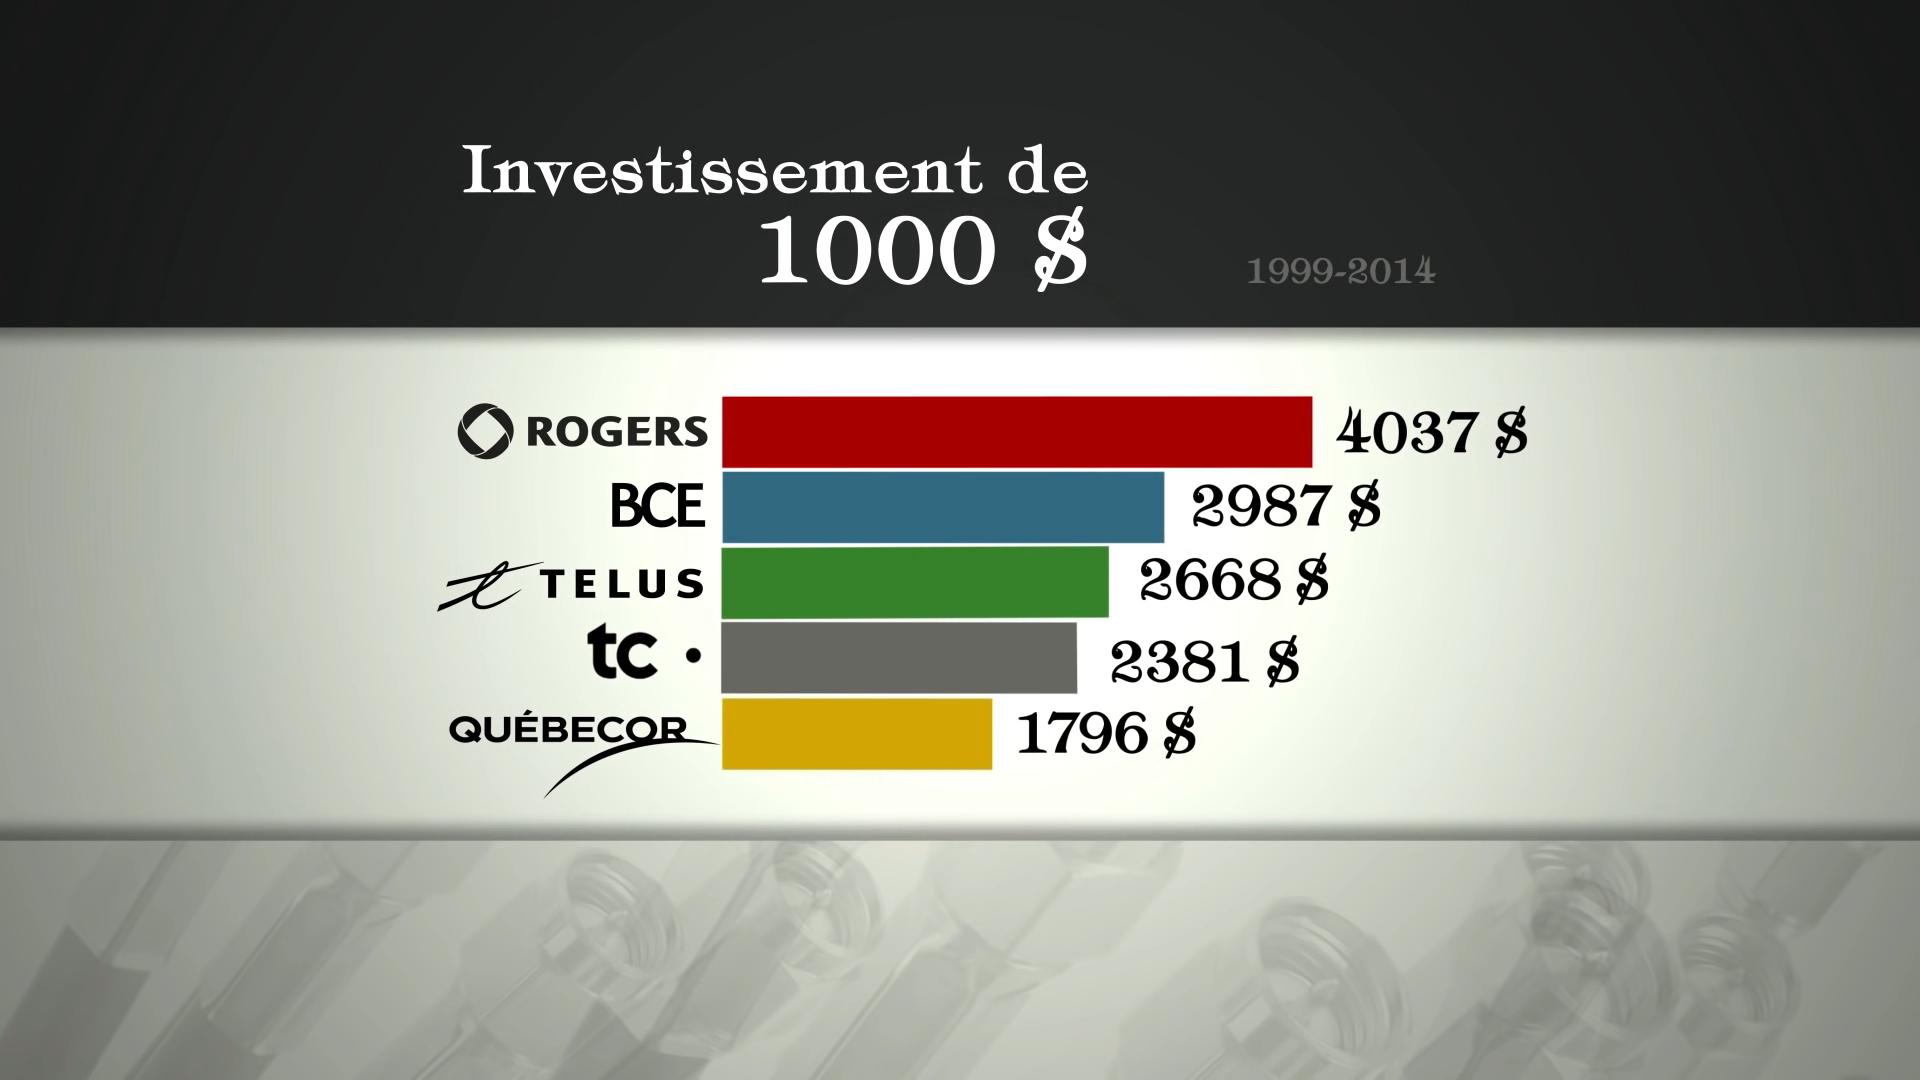 Investissement de
1000 $
1999-2014
ROGERS 4037 $
BCE 2987 $
TELUS 2668 $
tc • 2381 $
QUÉBECOR 1796 $